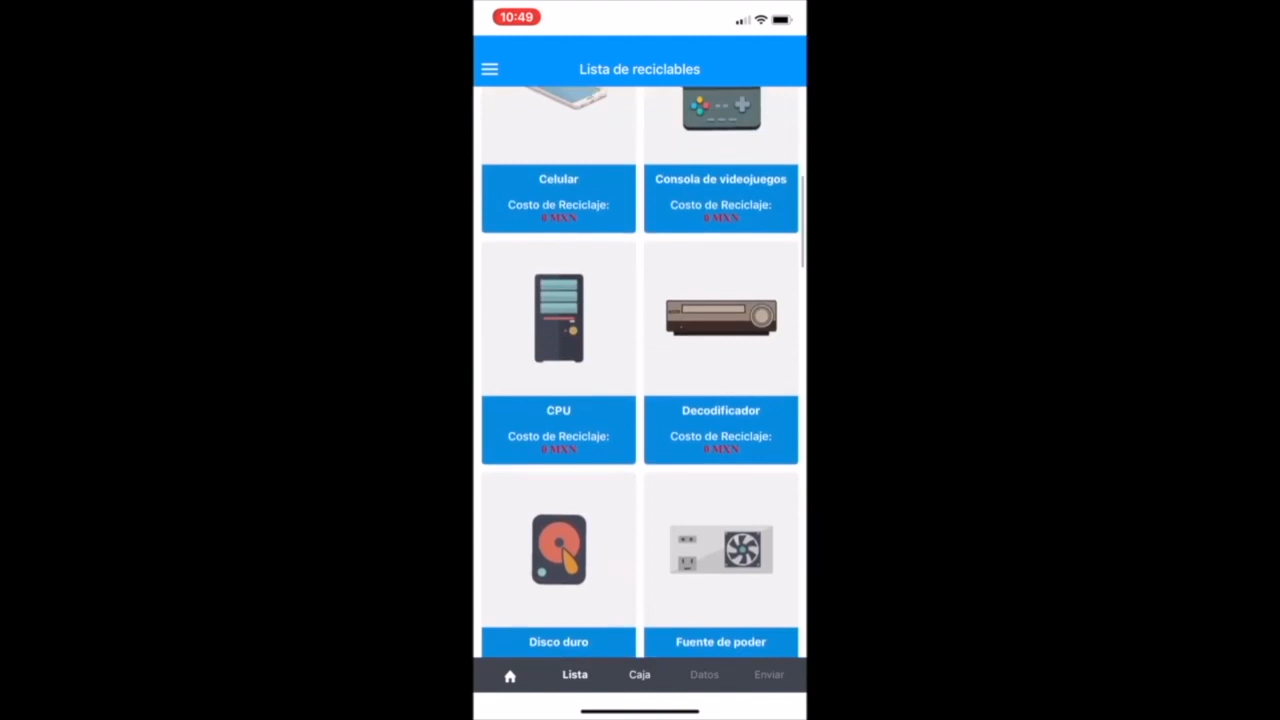 10:49
Lista de reciclables
Celular
Consola de videojuegos
Costo de Reciclaje:
Costo de Reciclaje:
0 MXN
0 MXN
CPU
Decodificador
Costo de Reciclaje:
Costo de Reciclaje:
0 MXN
0 MXN
Disco duro
Fuente de poder
Lista
Caja
Datos
Enviar